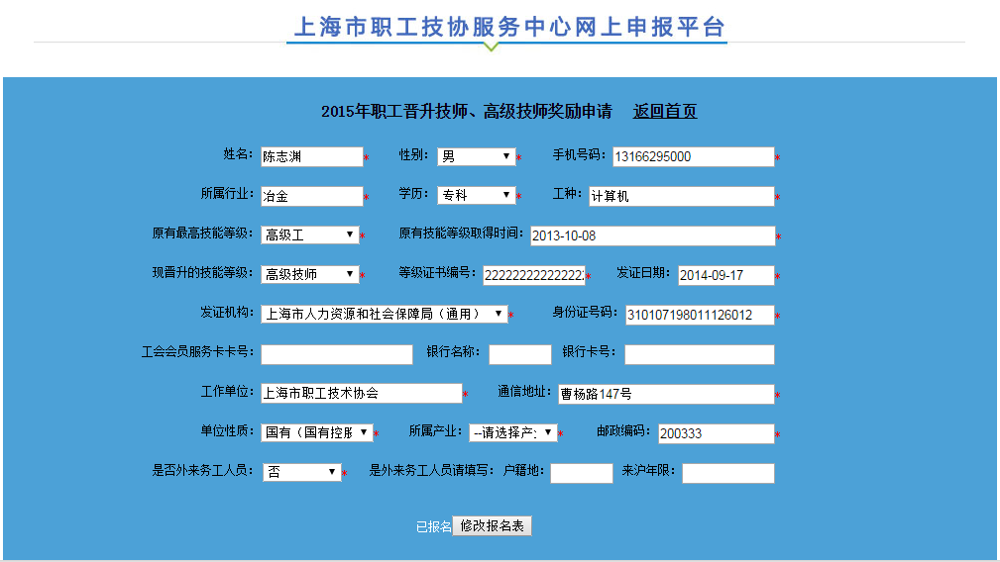 上海市职工技协服务中心网上申报平台
2015年职工晋升技师、高级技师奖励申请 返回首页
姓名： 陈志渊 * 性别： 男 * 手机号码： 13166295000 *
所属行业： 冶金 * 学历： 专科 * 工种： 计算机 *
原有最高技能等级： 高级工 * 原有技能等级取得时间： 2013-10-08 *
现晋升的技能等级： 高级技师 * 等级证书编号： 22222222222222 * 发证日期： 2014-09-17 *
发证机构： 上海市人力资源和社会保障局（通用） * 身份证号码： 310107198011126012 *
工会会员服务卡卡号： 银行名称： 银行卡号：
工作单位： 上海市职工技术协会 * 通信地址： 曹杨路147号 *
单位性质： 国有（国有控股 * 所属产业： --请选择产 * 邮政编码： 200333 *
是否外来务工人员： 否 * 是外来务工人员请填写： 户籍地： 来沪年限：
已报名 修改报名表